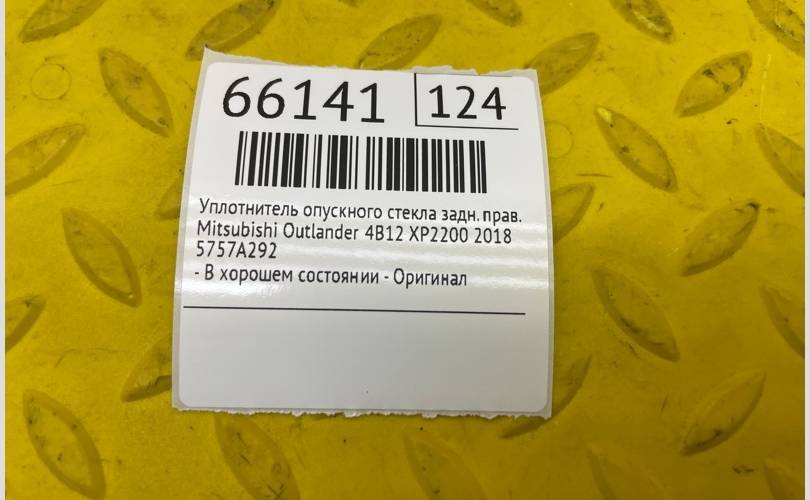 66141 124
Уплотнитель опускного стекла задн. прав.
Mitsubishi Outlander 4B12 XP2200 2018
5757A292
- В хорошем состоянии - Оригинал